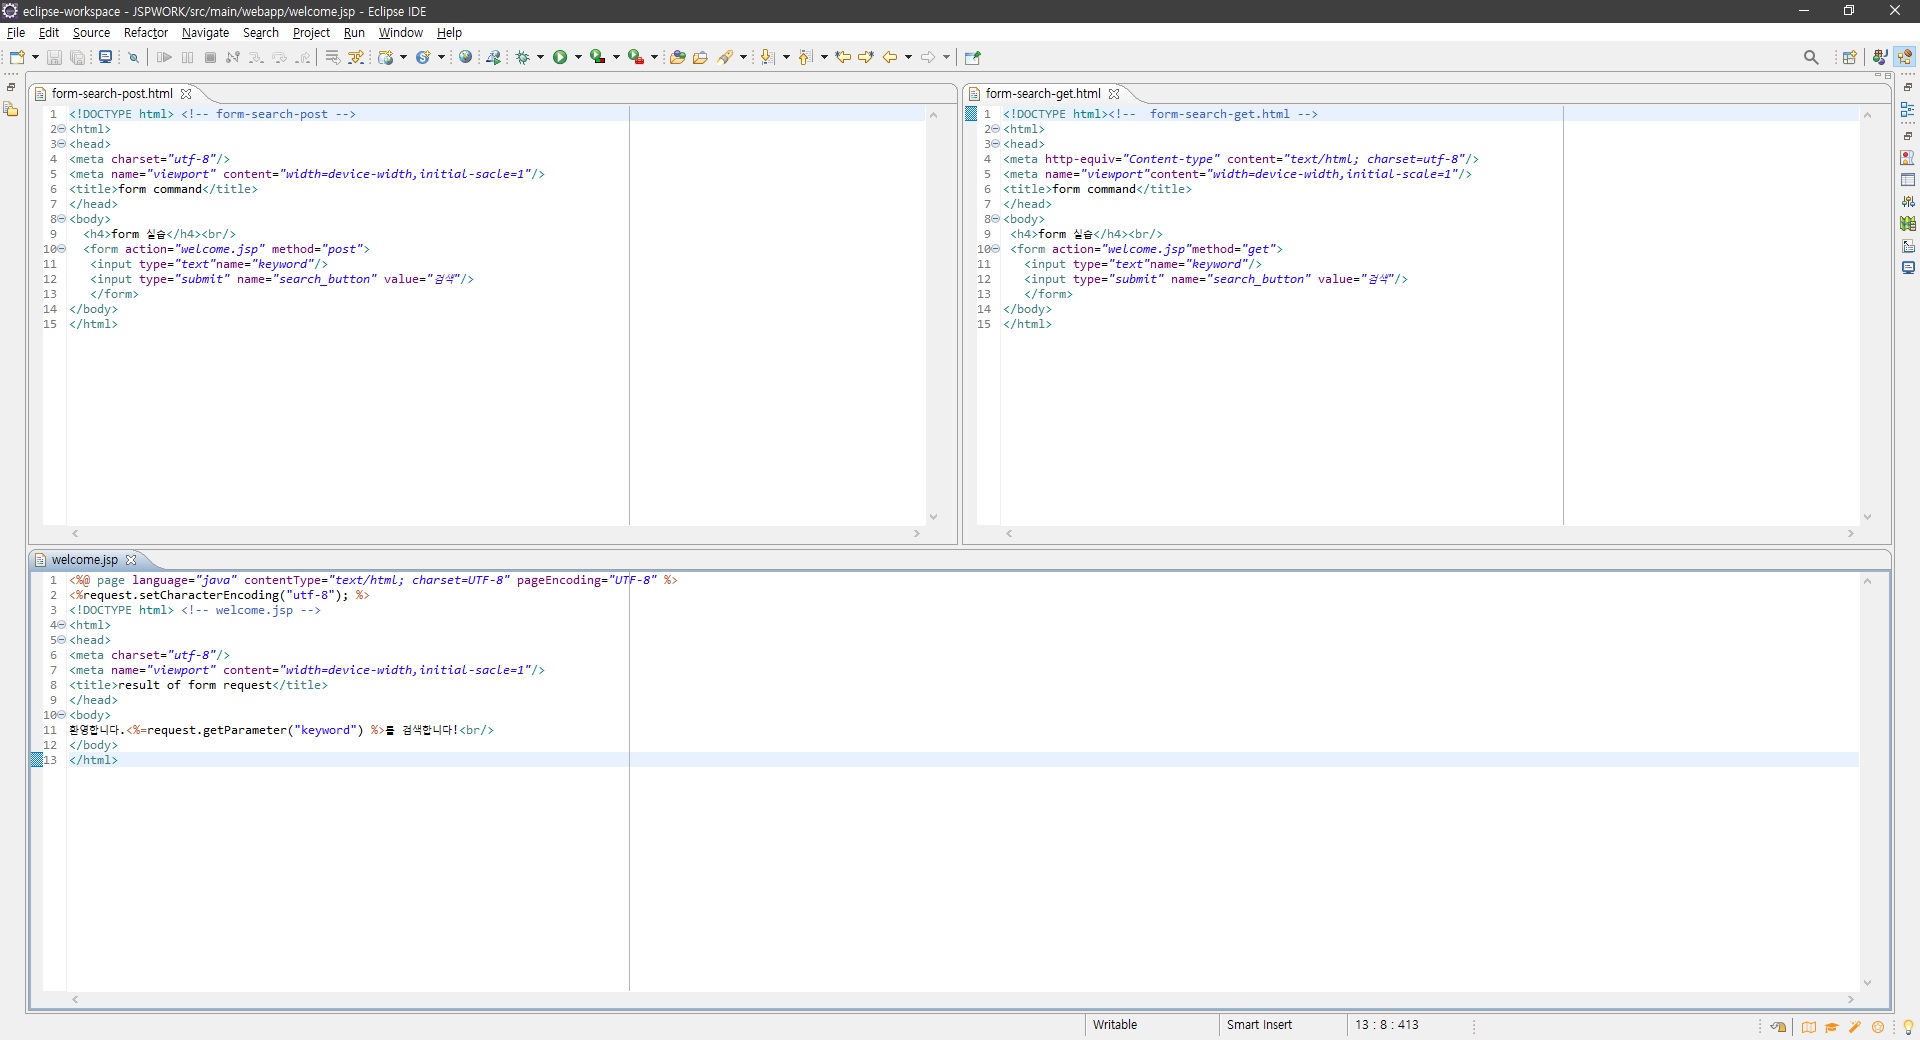 eclipse-workspace - JSPWORK/src/main/webapp/welcome.jsp - Eclipse IDE
File Edit Source Refactor Navigate Search Project Run Window Help
form-search-post.html
1 <!DOCTYPE html> <!-- form-search-post -->
2 <html>
3 <head>
4 <meta charset="utf-8"/>
5 <meta name="viewport" content="width=device-width,initial-sacle=1"/>
6 <title>form command</title>
7 </head>
8 <body>
9 <h4>form 실습</h4><br/>
10 <form action="welcome.jsp" method="post">
11 <input type="text"name="keyword"/>
12 <input type="submit" name="search_button" value="검색"/>
13 </form>
14 </body>
15 </html>
form-search-get.html
1 <!DOCTYPE html><!--  form-search-get.html -->
2 <html>
3 <head>
4 <meta http-equiv="Content-type" content="text/html; charset=utf-8"/>
5 <meta name="viewport"content="width=device-width,initial-scale=1"/>
6 <title>form command</title>
7 </head>
8 <body>
9 <h4>form 실습</h4><br/>
10 <form action="welcome.jsp"method="get">
11 <input type="text"name="keyword"/>
12 <input type="submit" name="search_button" value="검색"/>
13 </form>
14 </body>
15 </html>
welcome.jsp
1 <%@ page language="java" contentType="text/html; charset=UTF-8" pageEncoding="UTF-8" %>
2 <%request.setCharacterEncoding("utf-8"); %>
3 <!DOCTYPE html> <!-- welcome.jsp -->
4 <html>
5 <head>
6 <meta charset="utf-8"/>
7 <meta name="viewport" content="width=device-width,initial-sacle=1"/>
8 <title>result of form request</title>
9 </head>
10 <body>
11 환영합니다.<%=request.getParameter("keyword") %>를 검색합니다!<br/>
12 </body>
13 </html>
Writable Smart Insert 13 : 8 : 413